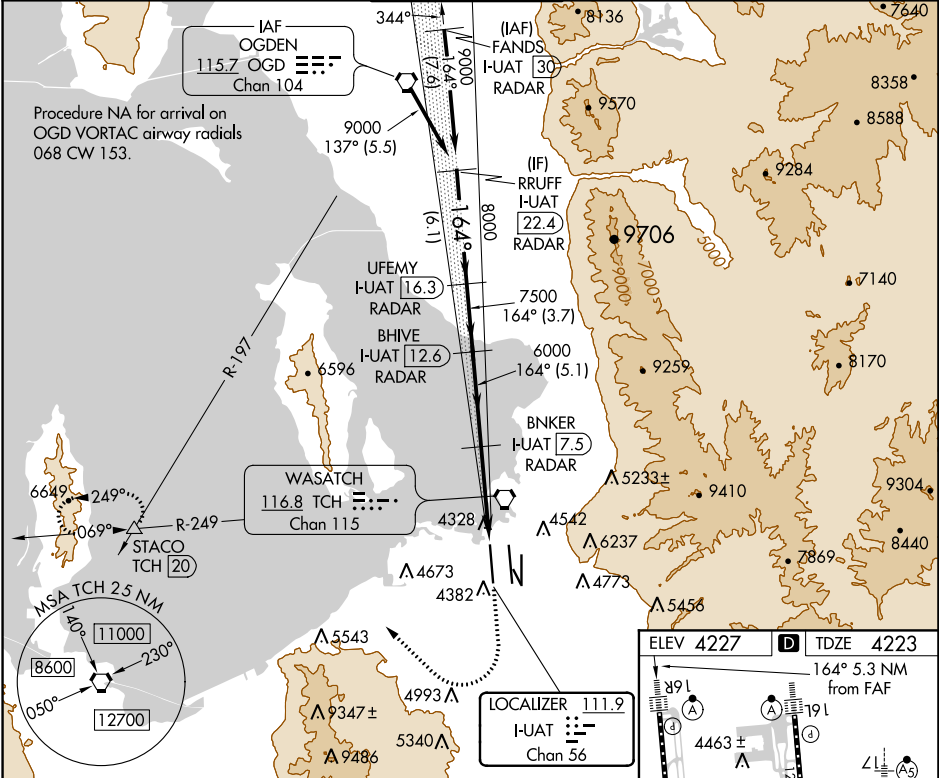 IAF
OGDEN
115.7 OGD
Chan 104
Procedure NA for arrival on
OGD VORTAC airway radials
068 CW 153.
344°
9000
164°
(7.6)
(IAF)
FANDS
I-UAT 30
RADAR
8136
7640
9570
8358
8588
9284
9000
137° (5.5)
(IF)
RRUFF
I-UAT
22.4
RADAR
8000
164°
(6.1)
9706
5000
7000
9000
7140
UFEMY
I-UAT 16.3
RADAR
7500
164° (3.7)
BHIVE
I-UAT 12.6
RADAR
6000
164° (5.1)
R-197
6596
9259
8170
BNKER
I-UAT 7.5
RADAR
WASATCH
116.8 TCH
Chan 115
5233±
9410
9304
6649
249°
069°
R-249
STACO
TCH 20
4328
4542
6237
8440
7869
4673
4382
4773
5456
MSA TCH 25 NM
140°
11000
230°
8600
050°
12700
5543
4993
9347±
5340
9486
LOCALIZER 111.9
I-UAT
Chan 56
ELEV 4227
D
TDZE 4223
164° 5.3 NM
from FAF
16R
16L
A
A
P
P
4463 ±
17
A5